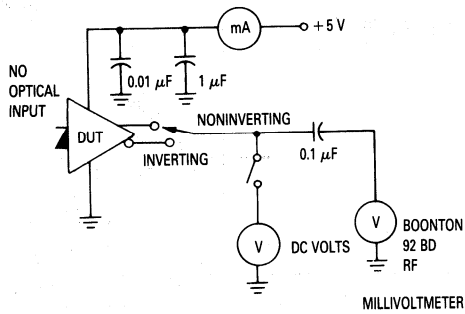 mA
+5 V
NO
OPTICAL
INPUT
0.01 µF
1 µF
DUT
NONINVERTING
INVERTING
0.1 µF
V
DC VOLTS
V
BOONTON
92 BD
RF
MILLIVOLTMETER